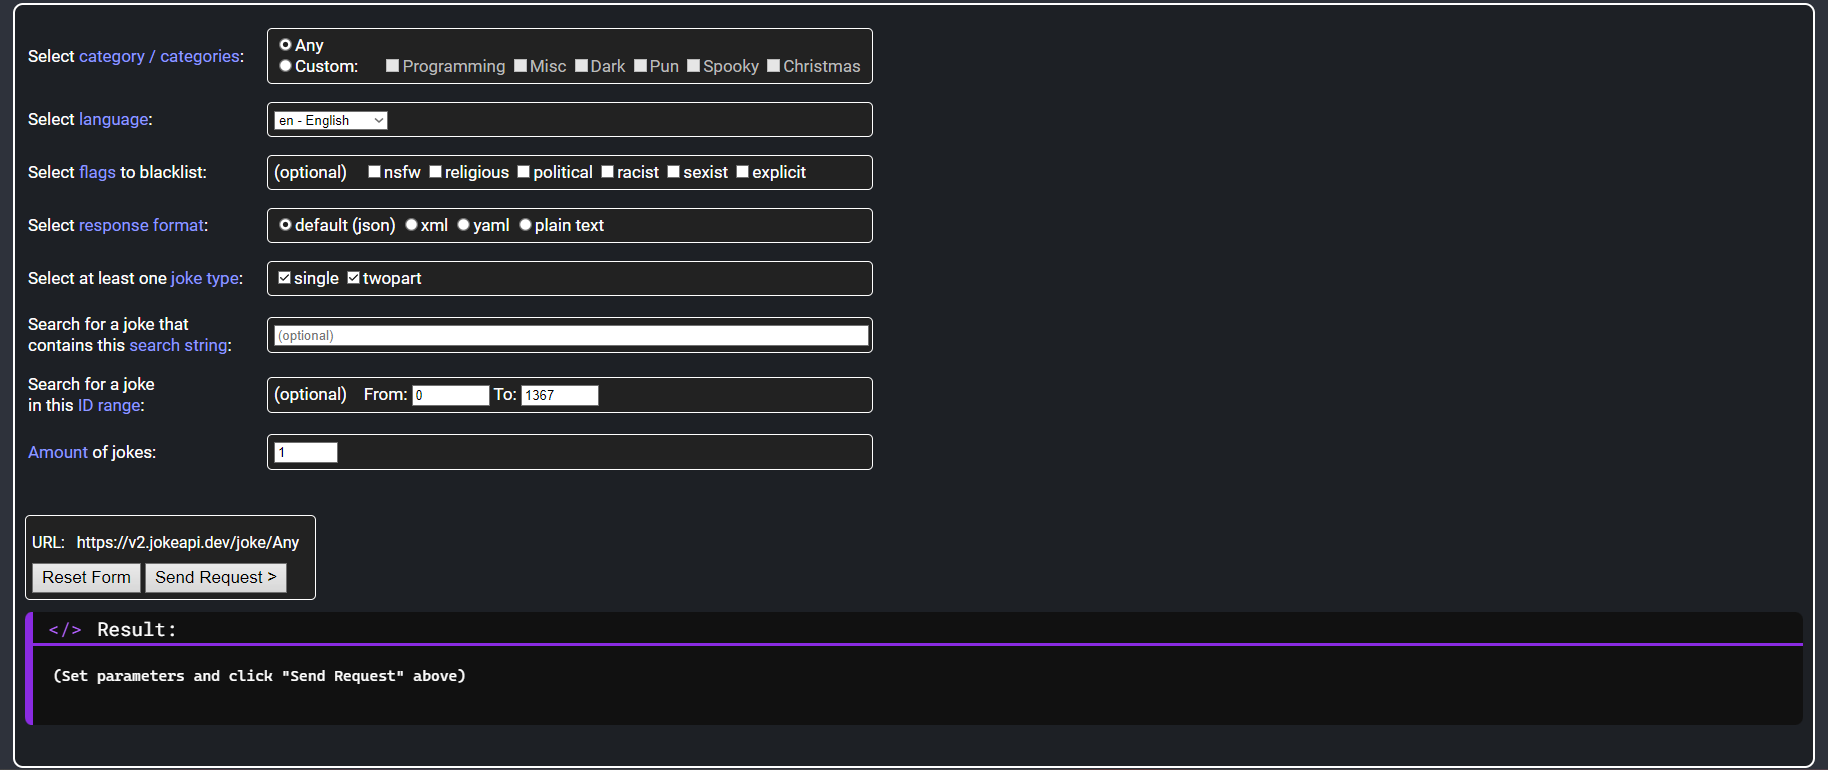 Select category / categories:
Any
Custom: Programming Misc Dark Pun Spooky Christmas
Select language:
en - English
Select flags to blacklist:
(optional) nsfw religious political racist sexist explicit
Select response format:
default (json) xml yaml plain text
Select at least one joke type:
single twopart
Search for a joke that
contains this search string:
(optional)
Search for a joke
in this ID range:
(optional) From: 0 To: 1367
Amount of jokes:
1
URL: https://v2.jokeapi.dev/joke/Any
Reset Form Send Request >
</> Result:
(Set parameters and click "Send Request" above)